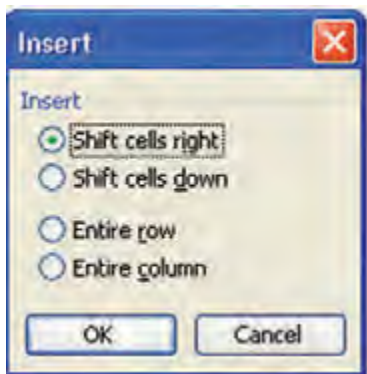 Insert
Insert
Shift cells right
Shift cells down
Entire row
Entire column
OK
Cancel